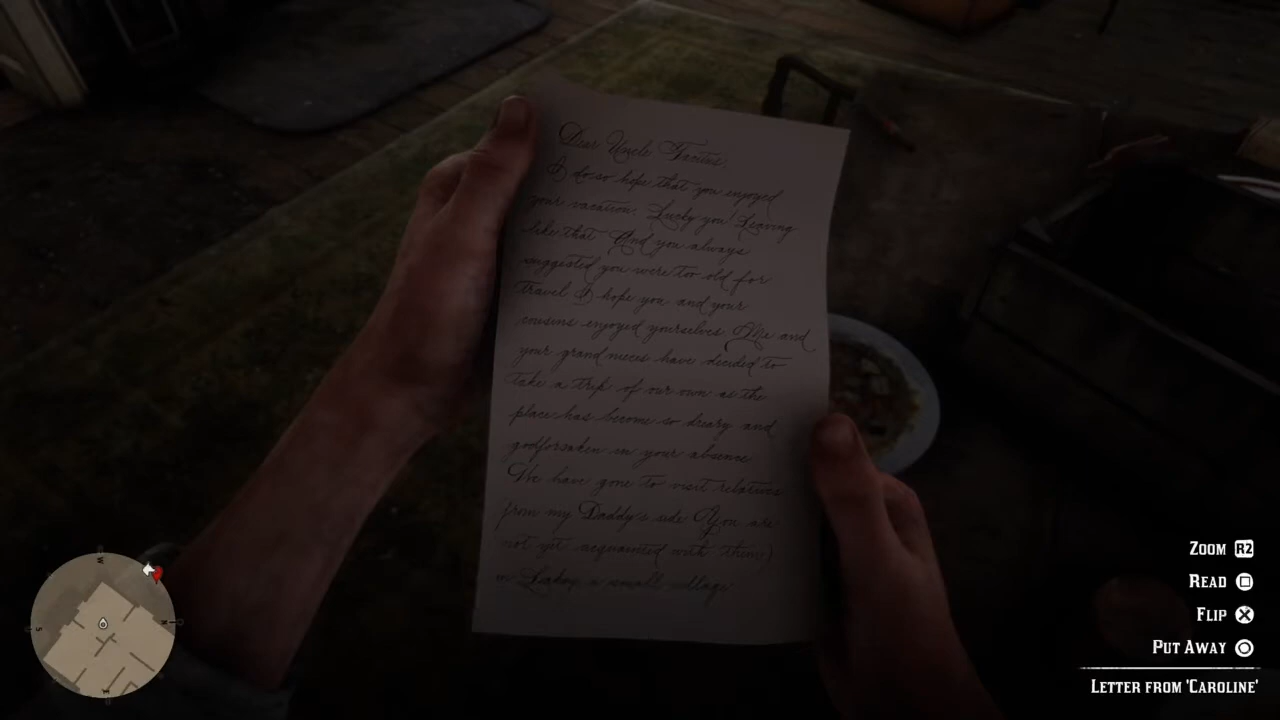 Dear Uncle Tacitus,
I do so hope that you enjoyed
your vacation. Lucky you! Leaving
like that. And you always
suggested you were too old for
travel. I hope you and your
cousins enjoyed yourselves. Me and
your grand nieces have decided to
take a trip of our own as the
place has become so dreary and
godforsaken in your absence.
We have gone to visit relatives
from my Daddy's side (You are
not yet acquainted with them)
in Lakay, a small village
ZOOM R2
READ
FLIP
PUT AWAY
LETTER FROM 'CAROLINE'
W
S
N